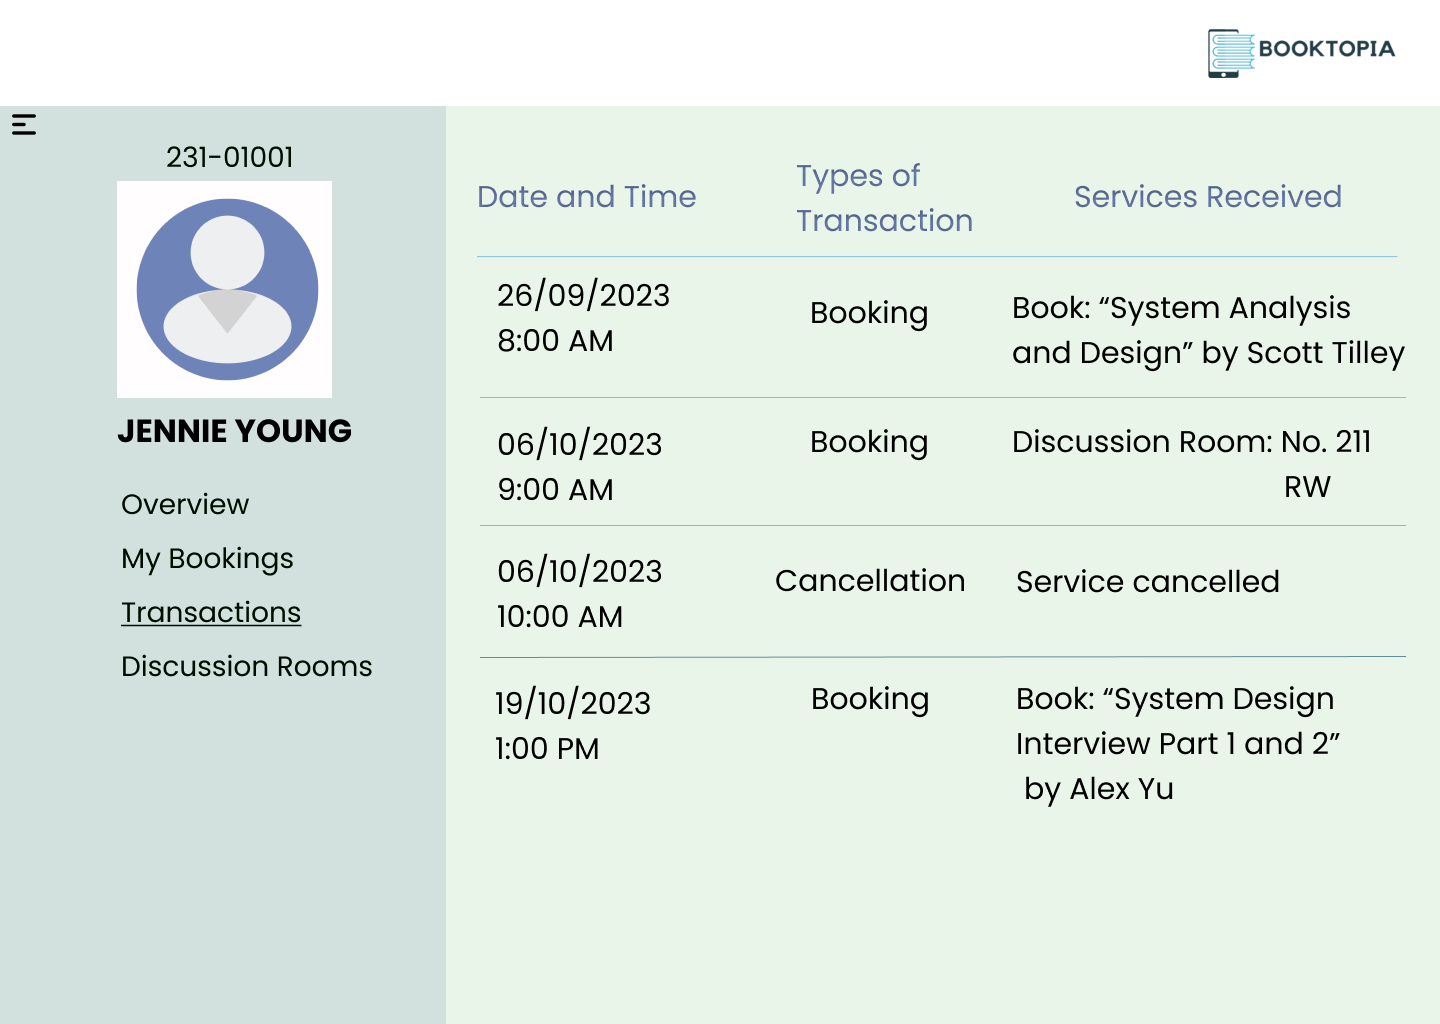 BOOKTOPIA
231-01001
JENNIE YOUNG
Overview
My Bookings
Transactions
Discussion Rooms
Date and Time
Types of
Transaction
Services Received
26/09/2023
8:00 AM
Booking
Book: “System Analysis
and Design” by Scott Tilley
06/10/2023
9:00 AM
Booking
Discussion Room: No. 211
RW
06/10/2023
10:00 AM
Cancellation
Service cancelled
19/10/2023
1:00 PM
Booking
Book: “System Design
Interview Part 1 and 2”
by Alex Yu